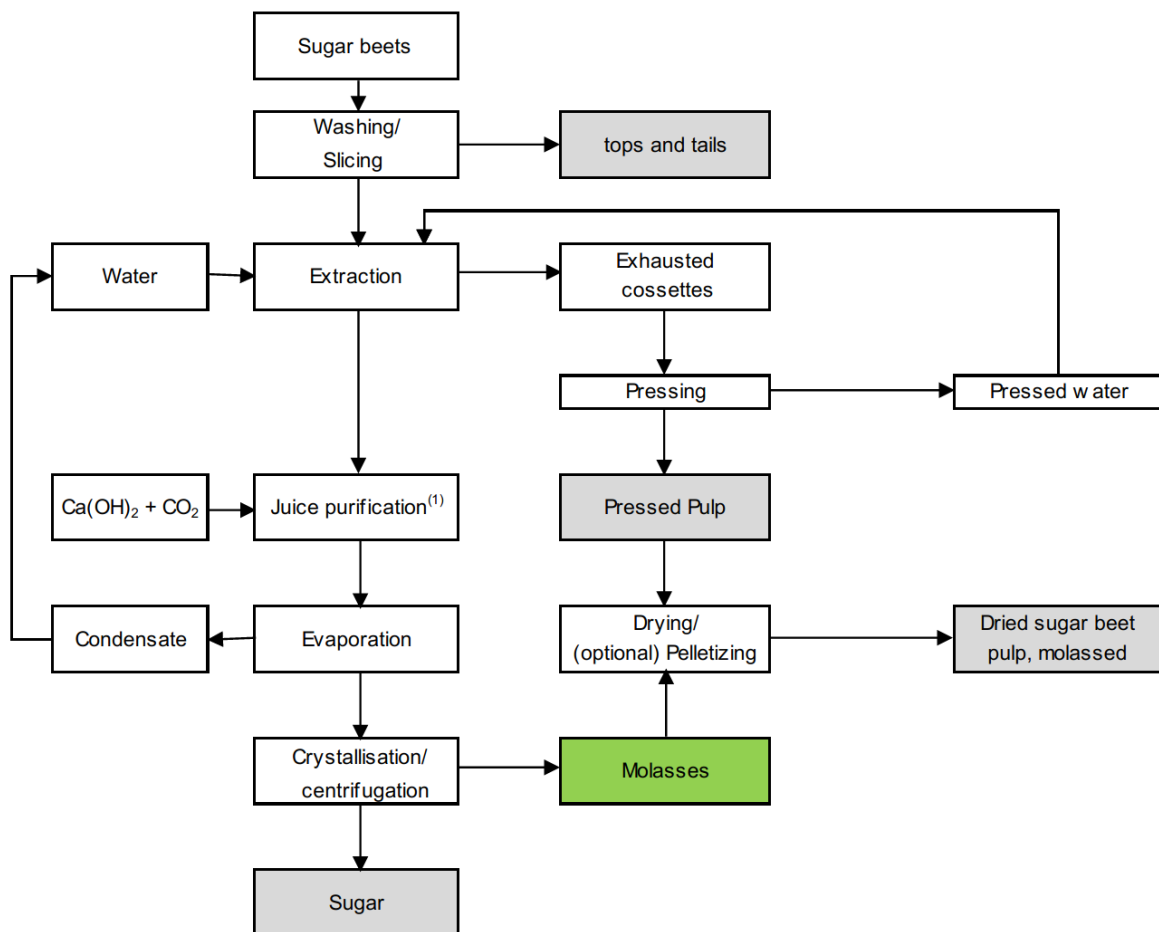 Sugar beets
Washing/
Slicing
tops and tails
Water
Extraction
Exhausted
cossettes
Pressing
Pressed water
Ca(OH)₂ + CO₂
Juice purification⁽¹⁾
Pressed Pulp
Condensate
Evaporation
Drying/
(optional) Pelletizing
Dried sugar beet
pulp, molassed
Crystallisation/
centrifugation
Molasses
Sugar